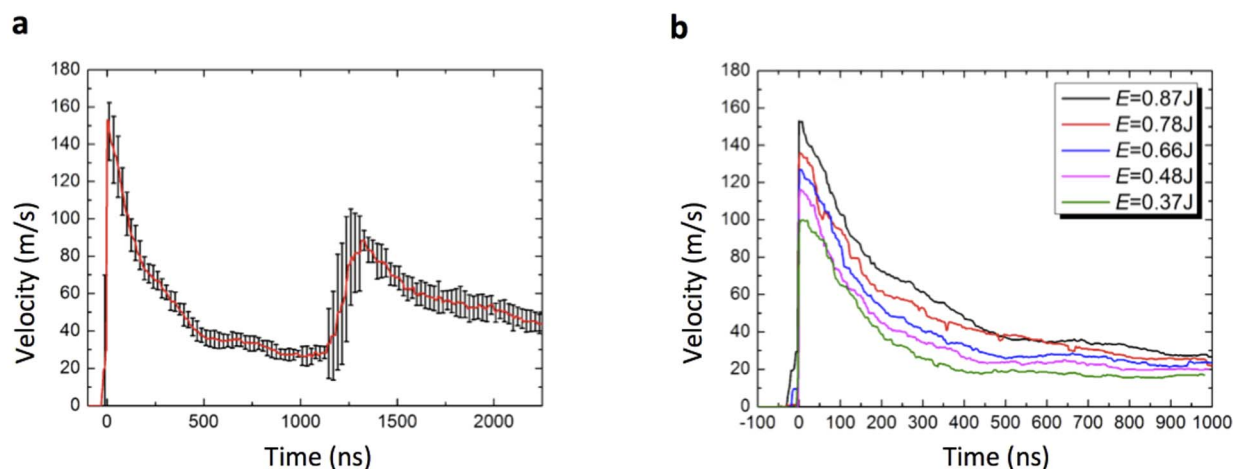 a
180
160
140
120
100
80
60
40
20
0
Velocity (m/s)
0 500 1000 1500 2000
Time (ns)
b
180
160
140
120
100
80
60
40
20
0
Velocity (m/s)
-100 0 100 200 300 400 500 600 700 800 900 1000
Time (ns)
E=0.87J
E=0.78J
E=0.66J
E=0.48J
E=0.37J